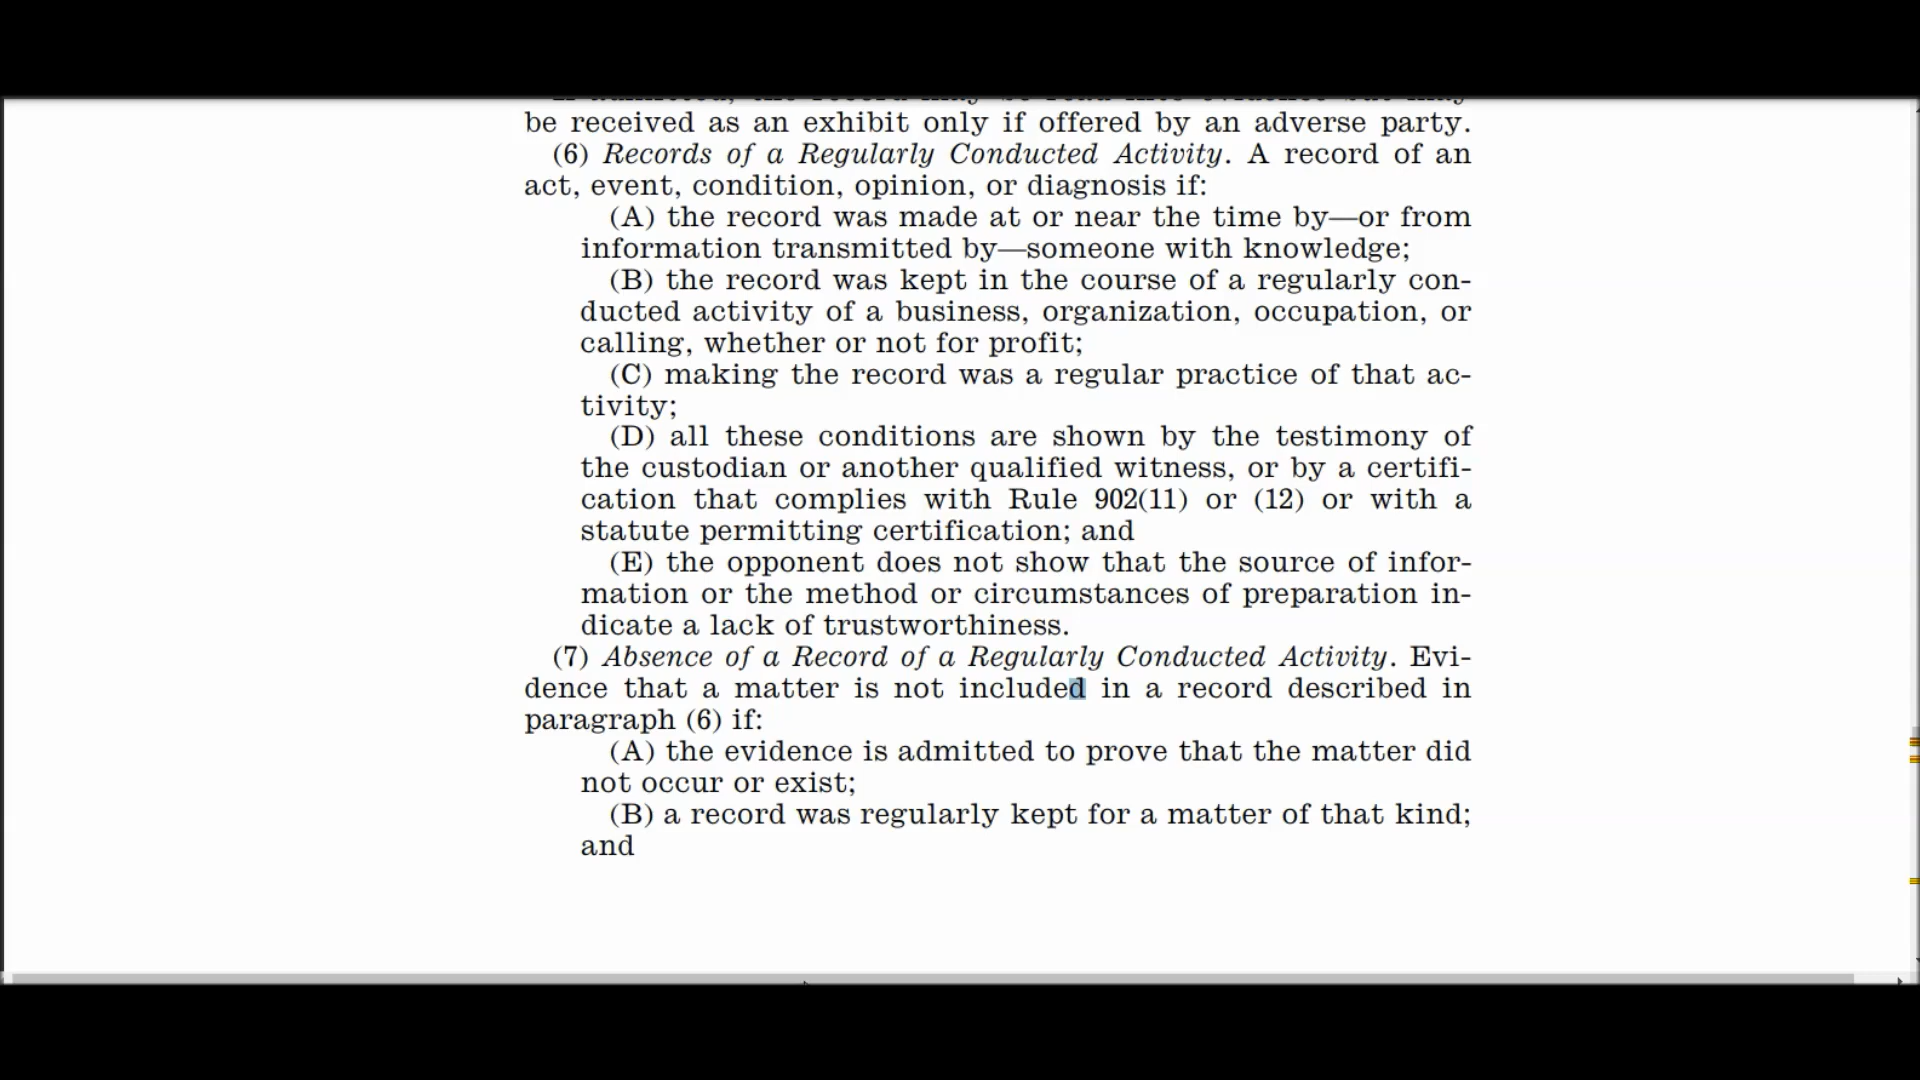 be received as an exhibit only if offered by an adverse party.
(6) Records of a Regularly Conducted Activity. A record of an
act, event, condition, opinion, or diagnosis if:
(A) the record was made at or near the time by—or from
information transmitted by—someone with knowledge;
(B) the record was kept in the course of a regularly con-
ducted activity of a business, organization, occupation, or
calling, whether or not for profit;
(C) making the record was a regular practice of that ac-
tivity;
(D) all these conditions are shown by the testimony of
the custodian or another qualified witness, or by a certifi-
cation that complies with Rule 902(11) or (12) or with a
statute permitting certification; and
(E) the opponent does not show that the source of infor-
mation or the method or circumstances of preparation in-
dicate a lack of trustworthiness.
(7) Absence of a Record of a Regularly Conducted Activity. Evi-
dence that a matter is not included in a record described in
paragraph (6) if:
(A) the evidence is admitted to prove that the matter did
not occur or exist;
(B) a record was regularly kept for a matter of that kind;
and